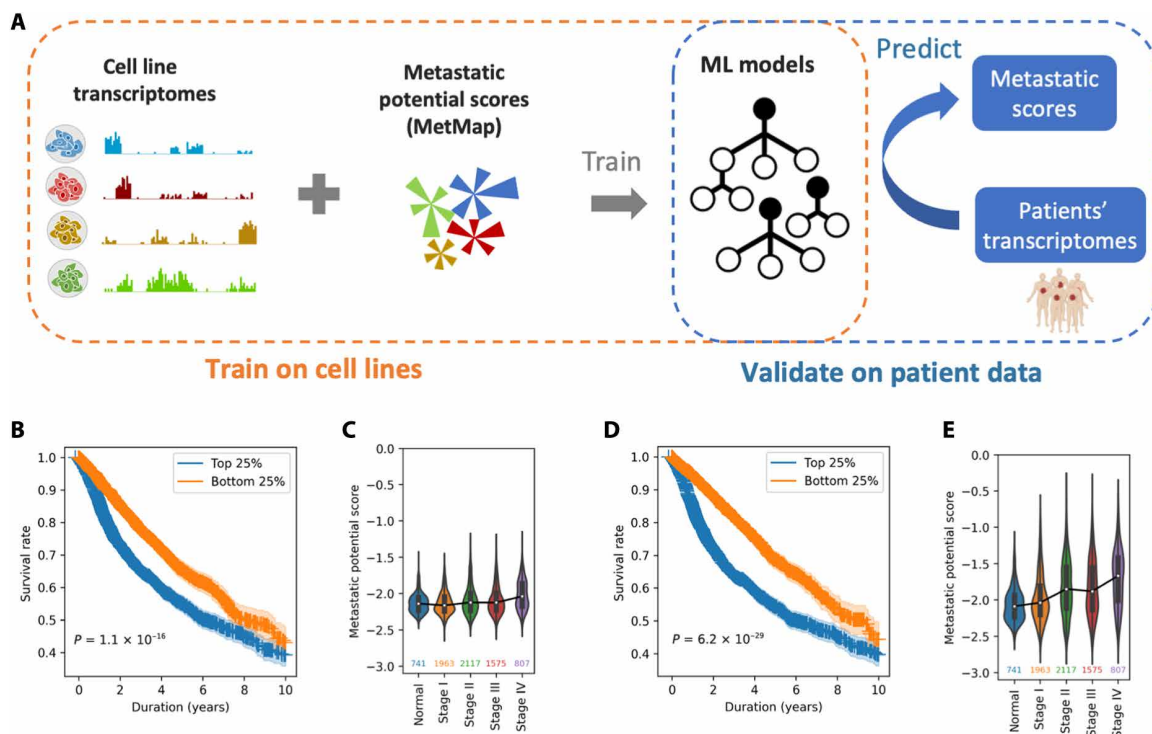 A
Cell line
transcriptomes
Metastatic
potential scores
(MetMap)
Train
ML models
Predict
Metastatic
scores
Patients’
transcriptomes
Train on cell lines
Validate on patient data
B
Survival rate
1.0
0.9
0.8
0.7
0.6
0.5
0.4
Top 25%
Bottom 25%
P = 1.1 × 10⁻¹⁶
0 2 4 6 8 10
Duration (years)
C
Metastatic potential score
0.0
−0.5
−1.0
−1.5
−2.0
−2.5
−3.0
741 1963 2117 1575 807
Normal
Stage I
Stage II
Stage III
Stage IV
D
Survival rate
1.0
0.9
0.8
0.7
0.6
0.5
0.4
Top 25%
Bottom 25%
P = 6.2 × 10⁻²⁹
0 2 4 6 8 10
Duration (years)
E
Metastatic potential score
0.0
−0.5
−1.0
−1.5
−2.0
−2.5
−3.0
741 1963 2117 1575 807
Normal
Stage I
Stage II
Stage III
Stage IV